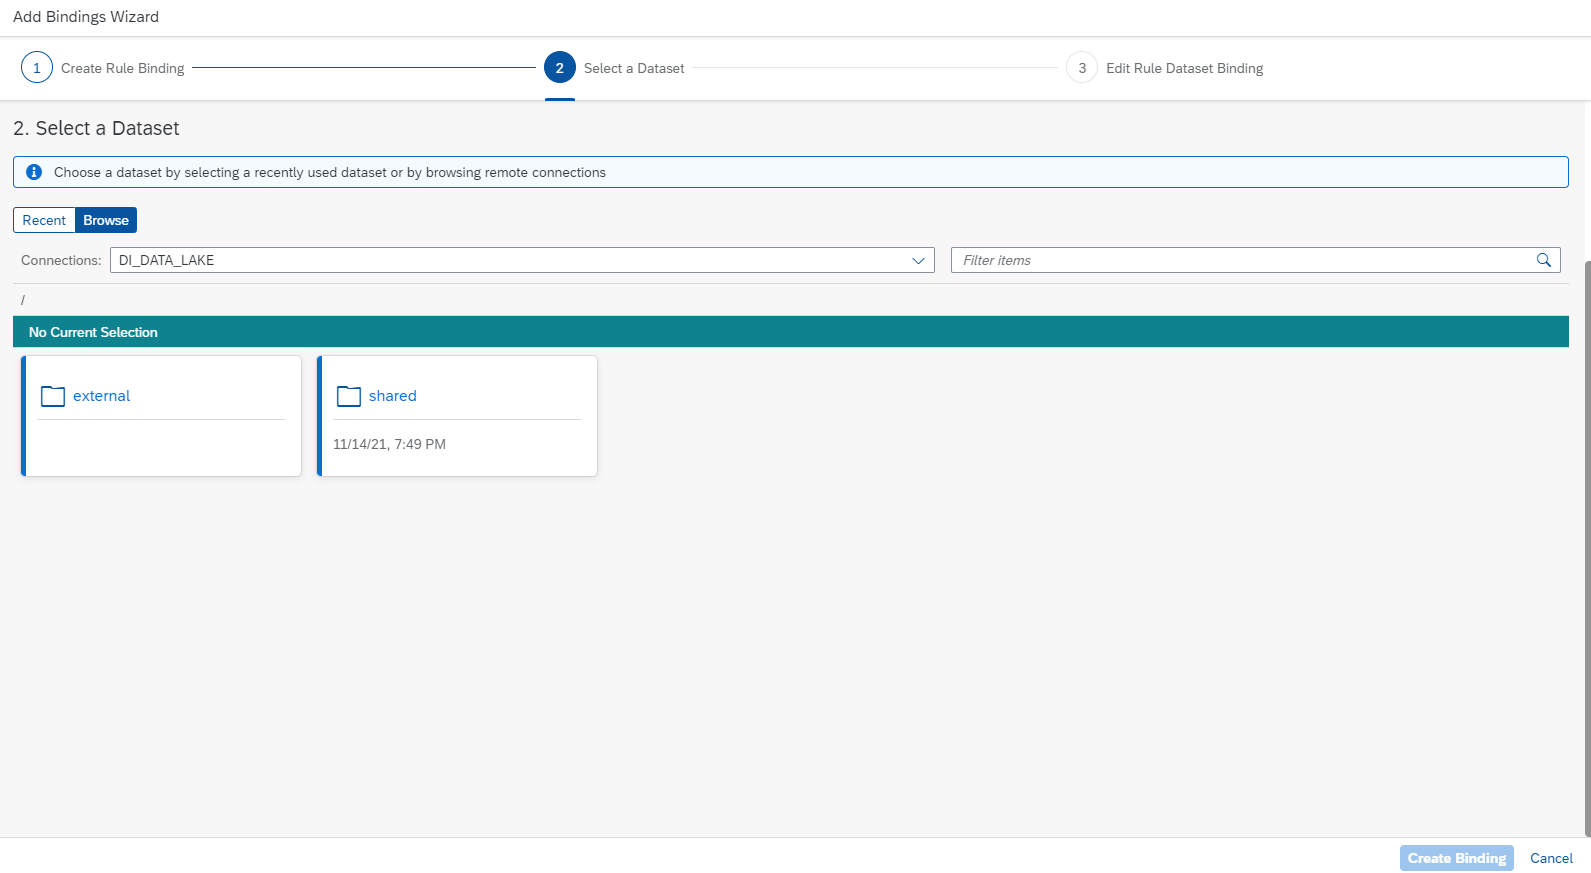 Add Bindings Wizard
1 Create Rule Binding 2 Select a Dataset 3 Edit Rule Dataset Binding
2. Select a Dataset
Choose a dataset by selecting a recently used dataset or by browsing remote connections
Recent Browse
Connections: DI_DATA_LAKE Filter items
/
No Current Selection
external shared
11/14/21, 7:49 PM
Create Binding Cancel